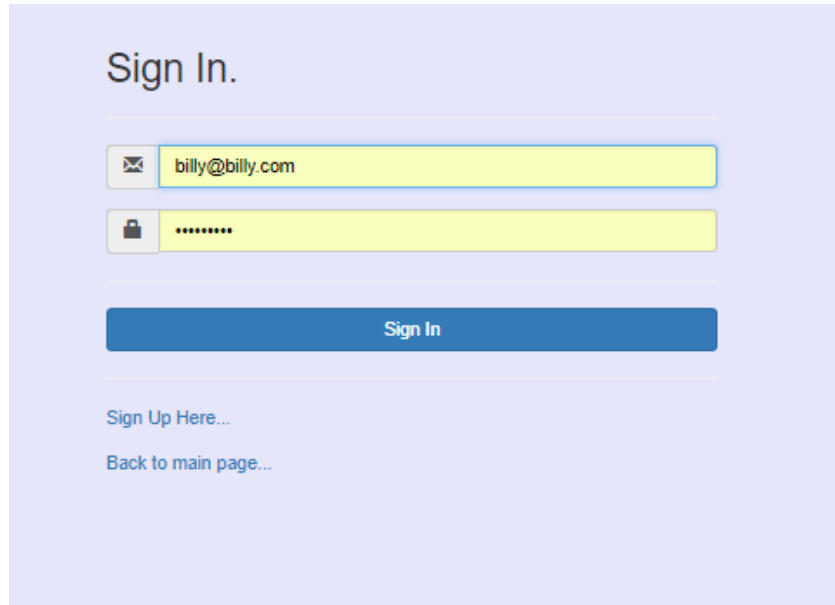 Sign In.
billy@billy.com
•••••••••
Sign In
Sign Up Here...
Back to main page...